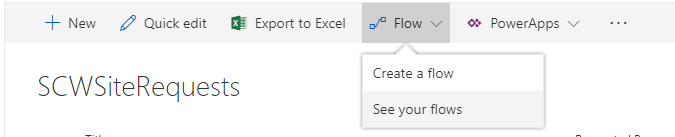 New Quick edit Export to Excel Flow PowerApps ...
Create a flow
SCWSiteRequests
See your flows